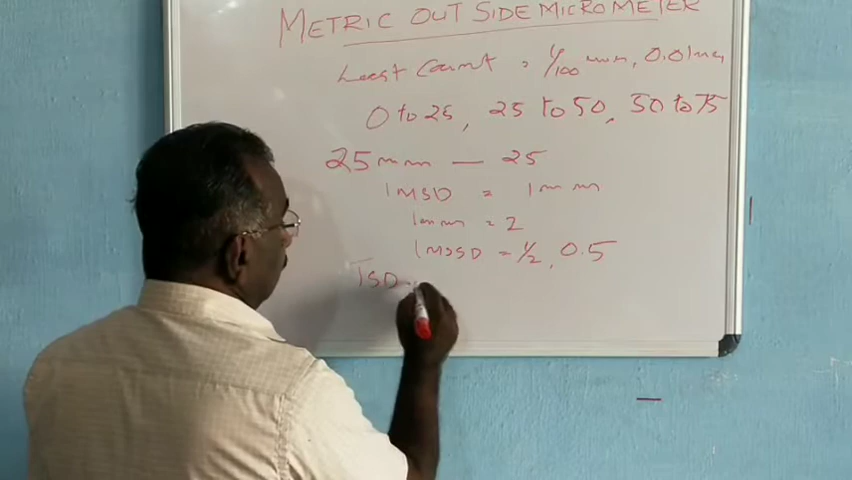 METRIC OUT SIDE MICROMETER
Least Count = 1/100 mm, 0.01mm
0 to 25, 25 to 50, 50 to 75
25mm — 25
1MSD = 1mm
1mm = 2
1MSSD = 1/2, 0.5
TSD